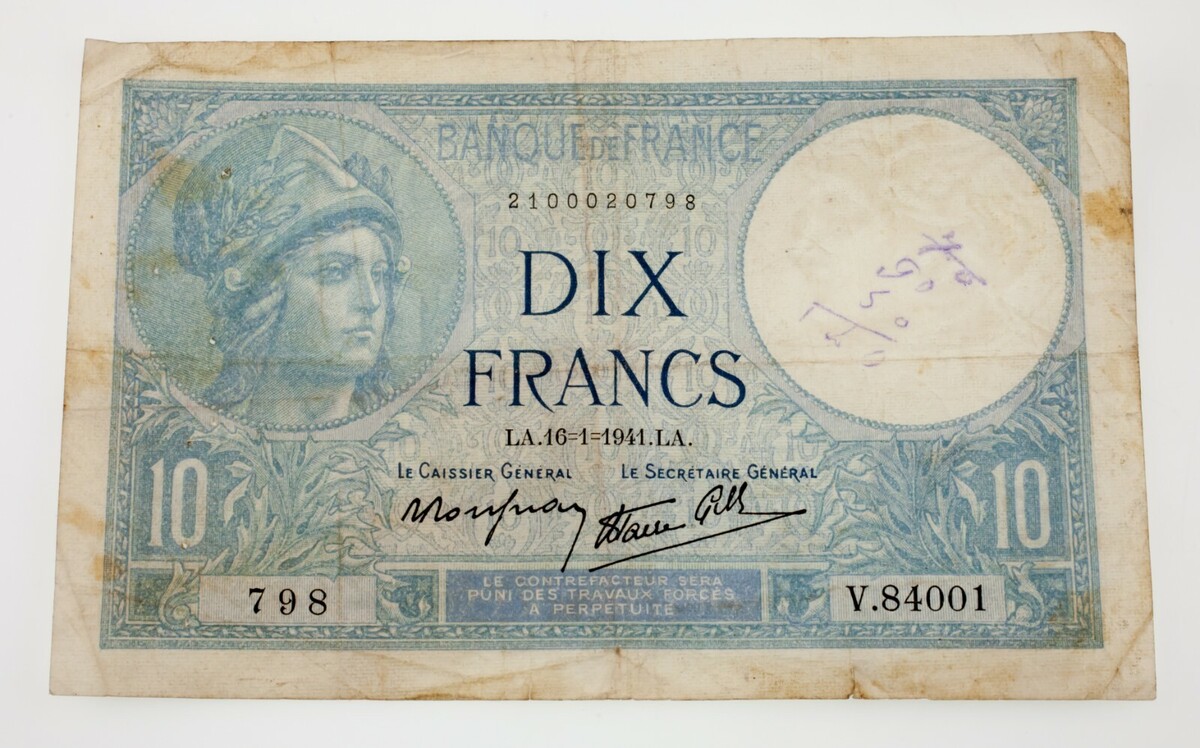 BANQUE DE FRANCE
2100020798
DIX
FRANCS
LA.16=1=1941.LA.
LE CAISSIER GÉNÉRAL LE SECRÉTAIRE GÉNÉRAL
10 10
798 LE CONTREFACTEUR SERA V.84001
PUNI DES TRAVAUX FORCÉS
À PERPÉTUITÉ